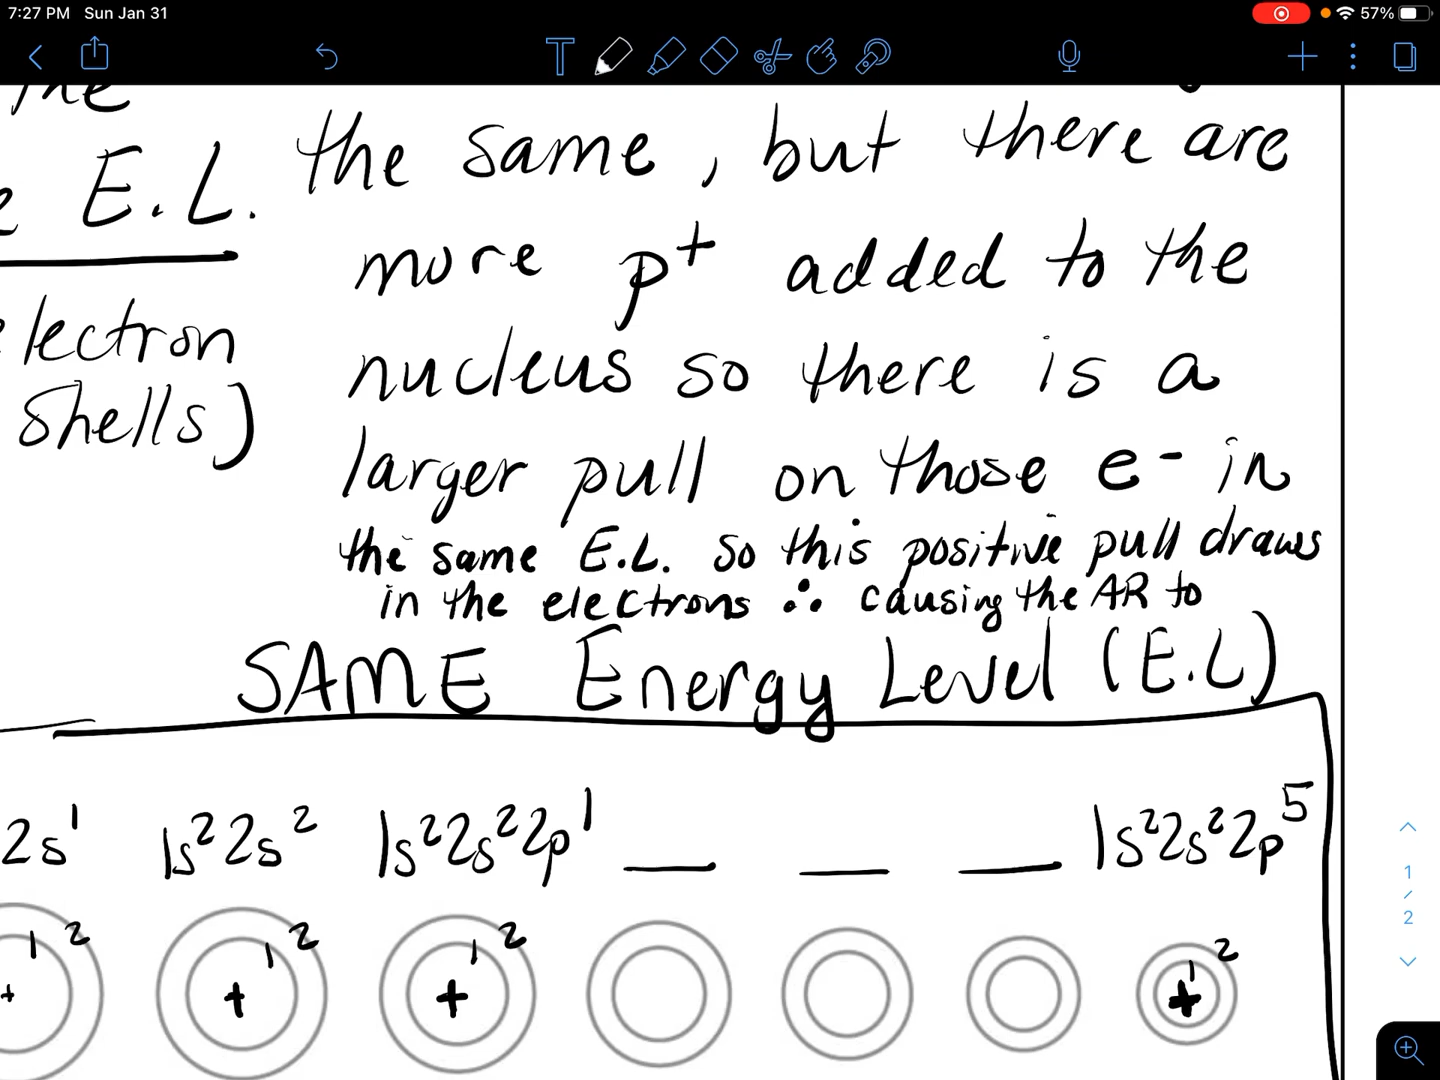 7:27 PM Sun Jan 31
57%
the same, but there are
E.L.
more p+ added to the
nucleus so there is a
lectron
shells)
larger pull on those e- in
the same E.L. so this positive pull draws
in the electrons ∴ causing the AR to
SAME Energy Level (E.L)
2s¹ 1s²2s² 1s²2s²2p¹ 1s²2s²2p⁵
1 2 1 2 1 2 1 2
+ + + +
1
/
2